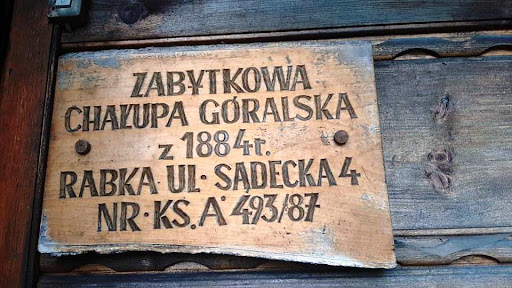 ZABYTKOWA
CHAŁUPA GÓRALSKA
z 1884 r.
RABKA UL· SĄDECKA 4
NR·KS. A· 493/87